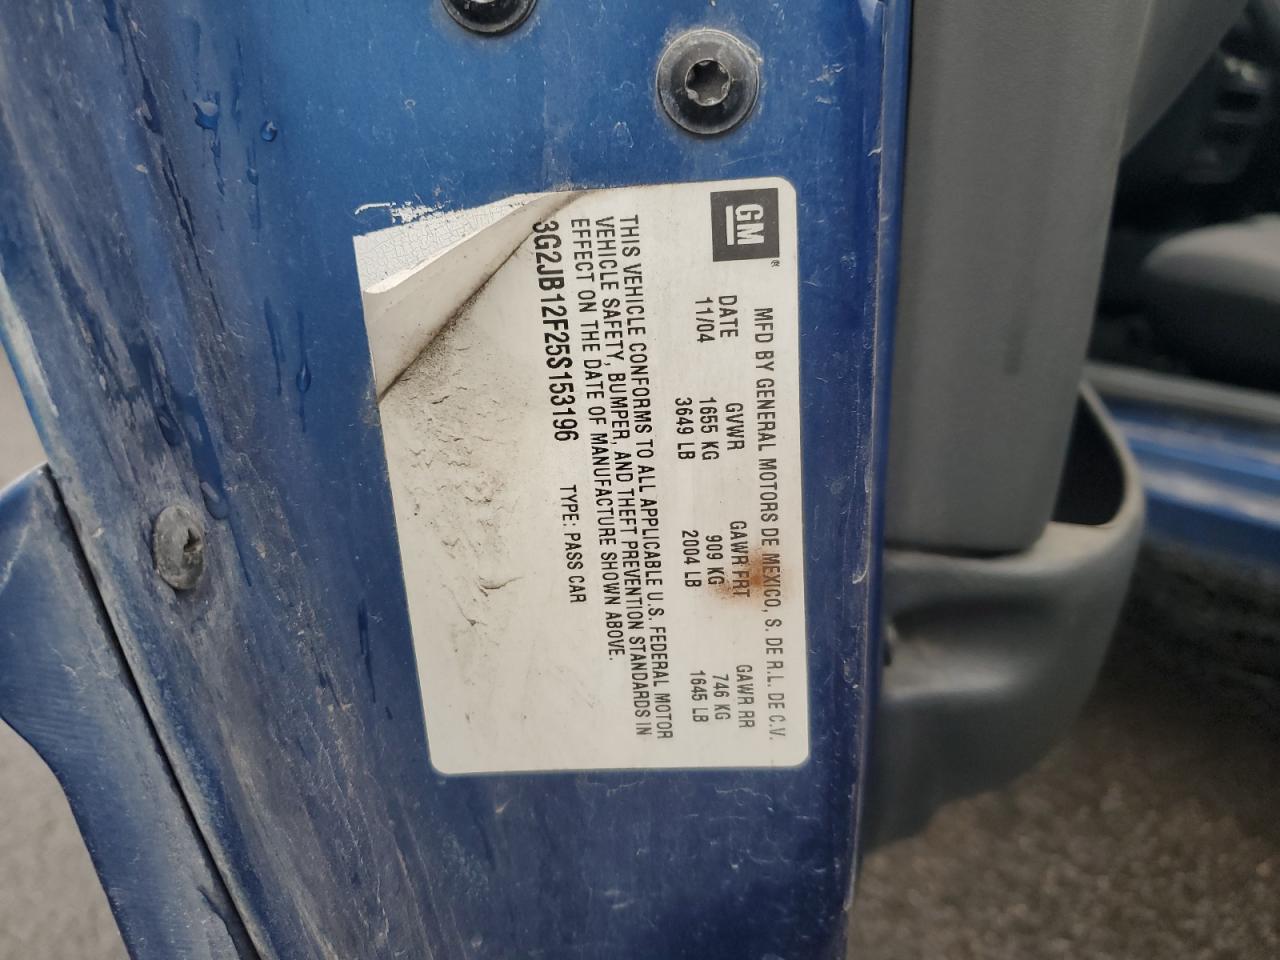 GM®
MFD BY GENERAL MOTORS DE MEXICO, S. DE R.L. DE C.V.
DATE GVWR GAWR FRT GAWR RR
11/04 1655 KG 909 KG 746 KG
3649 LB 2004 LB 1645 LB
THIS VEHICLE CONFORMS TO ALL APPLICABLE U.S. FEDERAL MOTOR
VEHICLE SAFETY, BUMPER, AND THEFT PREVENTION STANDARDS IN
EFFECT ON THE DATE OF MANUFACTURE SHOWN ABOVE.
3G2JB12F25S153196 TYPE: PASS CAR